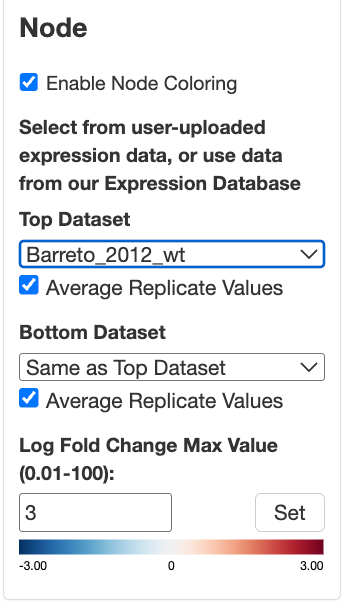 Node
Enable Node Coloring
Select from user-uploaded
expression data, or use data
from our Expression Database
Top Dataset
Barreto_2012_wt
Average Replicate Values
Bottom Dataset
Same as Top Dataset
Average Replicate Values
Log Fold Change Max Value
(0.01-100):
3 Set
-3.00 0 3.00